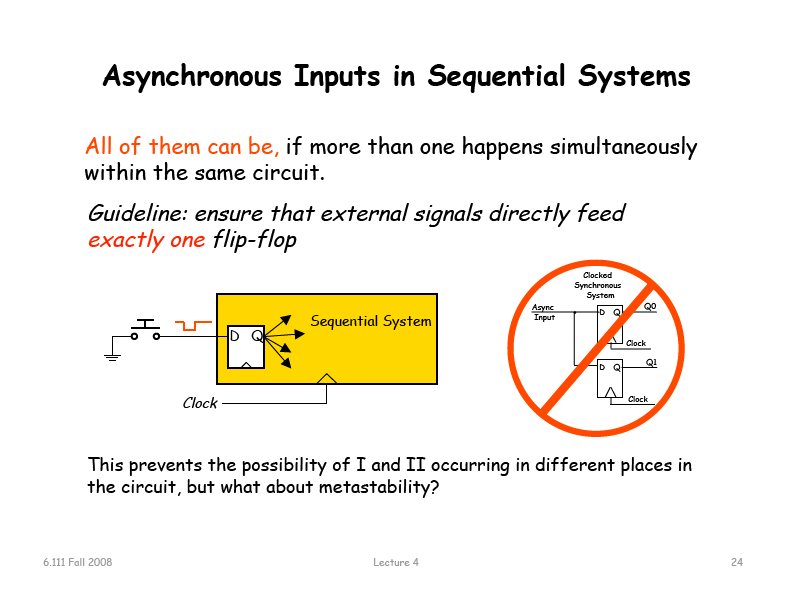 Asynchronous Inputs in Sequential Systems
All of them can be, if more than one happens simultaneously
within the same circuit.
Guideline: ensure that external signals directly feed
exactly one flip-flop
D Q
Sequential System
Clock
Clocked
Synchronous
System
Async
Input
D Q
Q0
Clock
D Q
Q1
Clock
This prevents the possibility of I and II occurring in different places in
the circuit, but what about metastability?
6.111 Fall 2008
Lecture 4
24